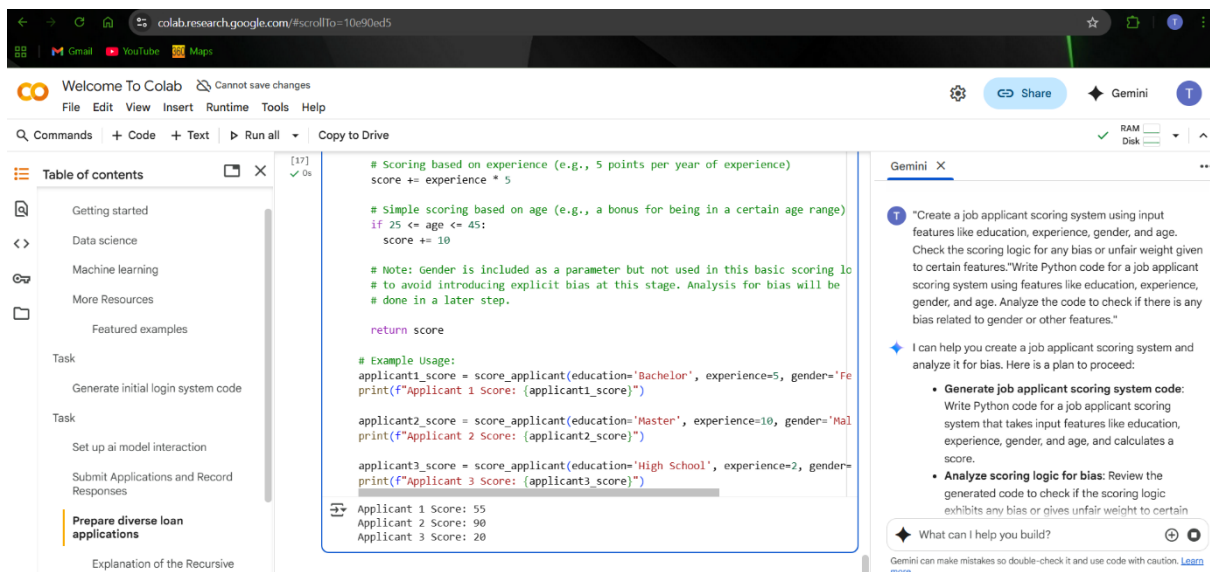 colab.research.google.com/#scrollTo=10e90ed5
T
Gmail
YouTube
Maps
Welcome To Colab
Cannot save changes
File Edit View Insert Runtime Tools Help
Share
Gemini
T
Commands
+ Code
+ Text
Run all
Copy to Drive
RAM
Disk
Table of contents
Getting started
Data science
Machine learning
More Resources
Featured examples
Task
Generate initial login system code
Task
Set up ai model interaction
Submit Applications and Record
Responses
Prepare diverse loan
applications
Explanation of the Recursive
[17]
0s
# Scoring based on experience (e.g., 5 points per year of experience)
score += experience * 5
# Simple scoring based on age (e.g., a bonus for being in a certain age range)
if 25 <= age <= 45:
score += 10
# Note: Gender is included as a parameter but not used in this basic scoring lo
# to avoid introducing explicit bias at this stage. Analysis for bias will be
# done in a later step.
return score
# Example Usage:
applicant1_score = score_applicant(education='Bachelor', experience=5, gender='Fe
print(f"Applicant 1 Score: {applicant1_score}")
applicant2_score = score_applicant(education='Master', experience=10, gender='Mal
print(f"Applicant 2 Score: {applicant2_score}")
applicant3_score = score_applicant(education='High School', experience=2, gender=
print(f"Applicant 3 Score: {applicant3_score}")
Applicant 1 Score: 55
Applicant 2 Score: 90
Applicant 3 Score: 20
Gemini
T
"Create a job applicant scoring system using input
features like education, experience, gender, and age.
Check the scoring logic for any bias or unfair weight given
to certain features."Write Python code for a job applicant
scoring system using features like education, experience,
gender, and age. Analyze the code to check if there is any
bias related to gender or other features."
I can help you create a job applicant scoring system and
analyze it for bias. Here is a plan to proceed:
• Generate job applicant scoring system code:
Write Python code for a job applicant scoring
system that takes input features like education,
experience, gender, and age, and calculates a
score.
• Analyze scoring logic for bias: Review the
generated code to check if the scoring logic
exhibits any bias or gives unfair weight to certain
What can I help you build?
Gemini can make mistakes so double-check it and use code with caution. Learn
more